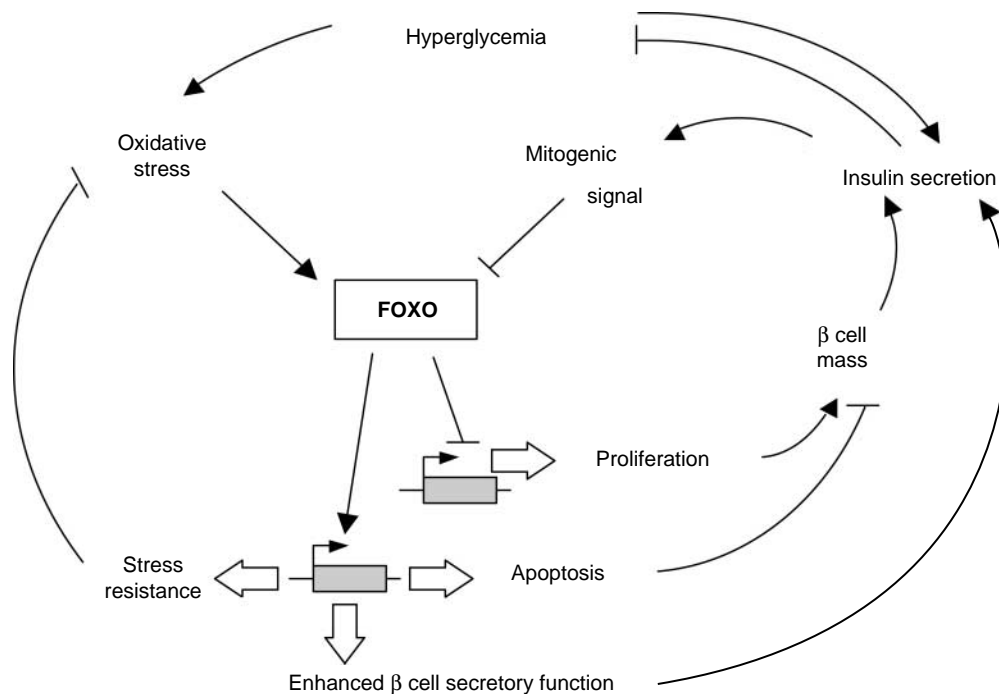 Hyperglycemia
Oxidative
stress
Mitogenic
signal
Insulin secretion
FOXO
β cell
mass
Proliferation
Stress
resistance
Apoptosis
Enhanced β cell secretory function